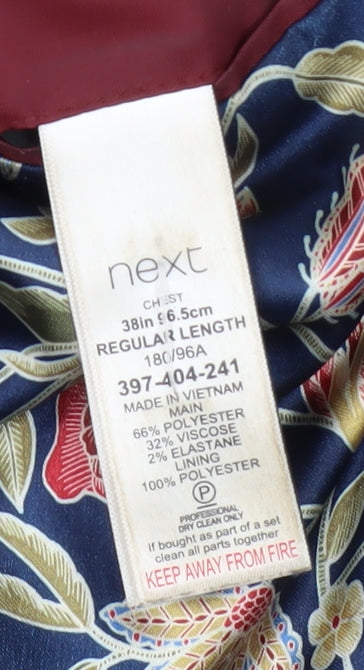 next
CHEST
38in 96.5cm
REGULAR LENGTH
180/96A
397-404-241
MADE IN VIETNAM
MAIN
66% POLYESTER
32% VISCOSE
2% ELASTANE
LINING
100% POLYESTER
P
PROFESSIONAL
DRY CLEAN ONLY
If bought as part of a set
clean all parts together
KEEP AWAY FROM FIRE